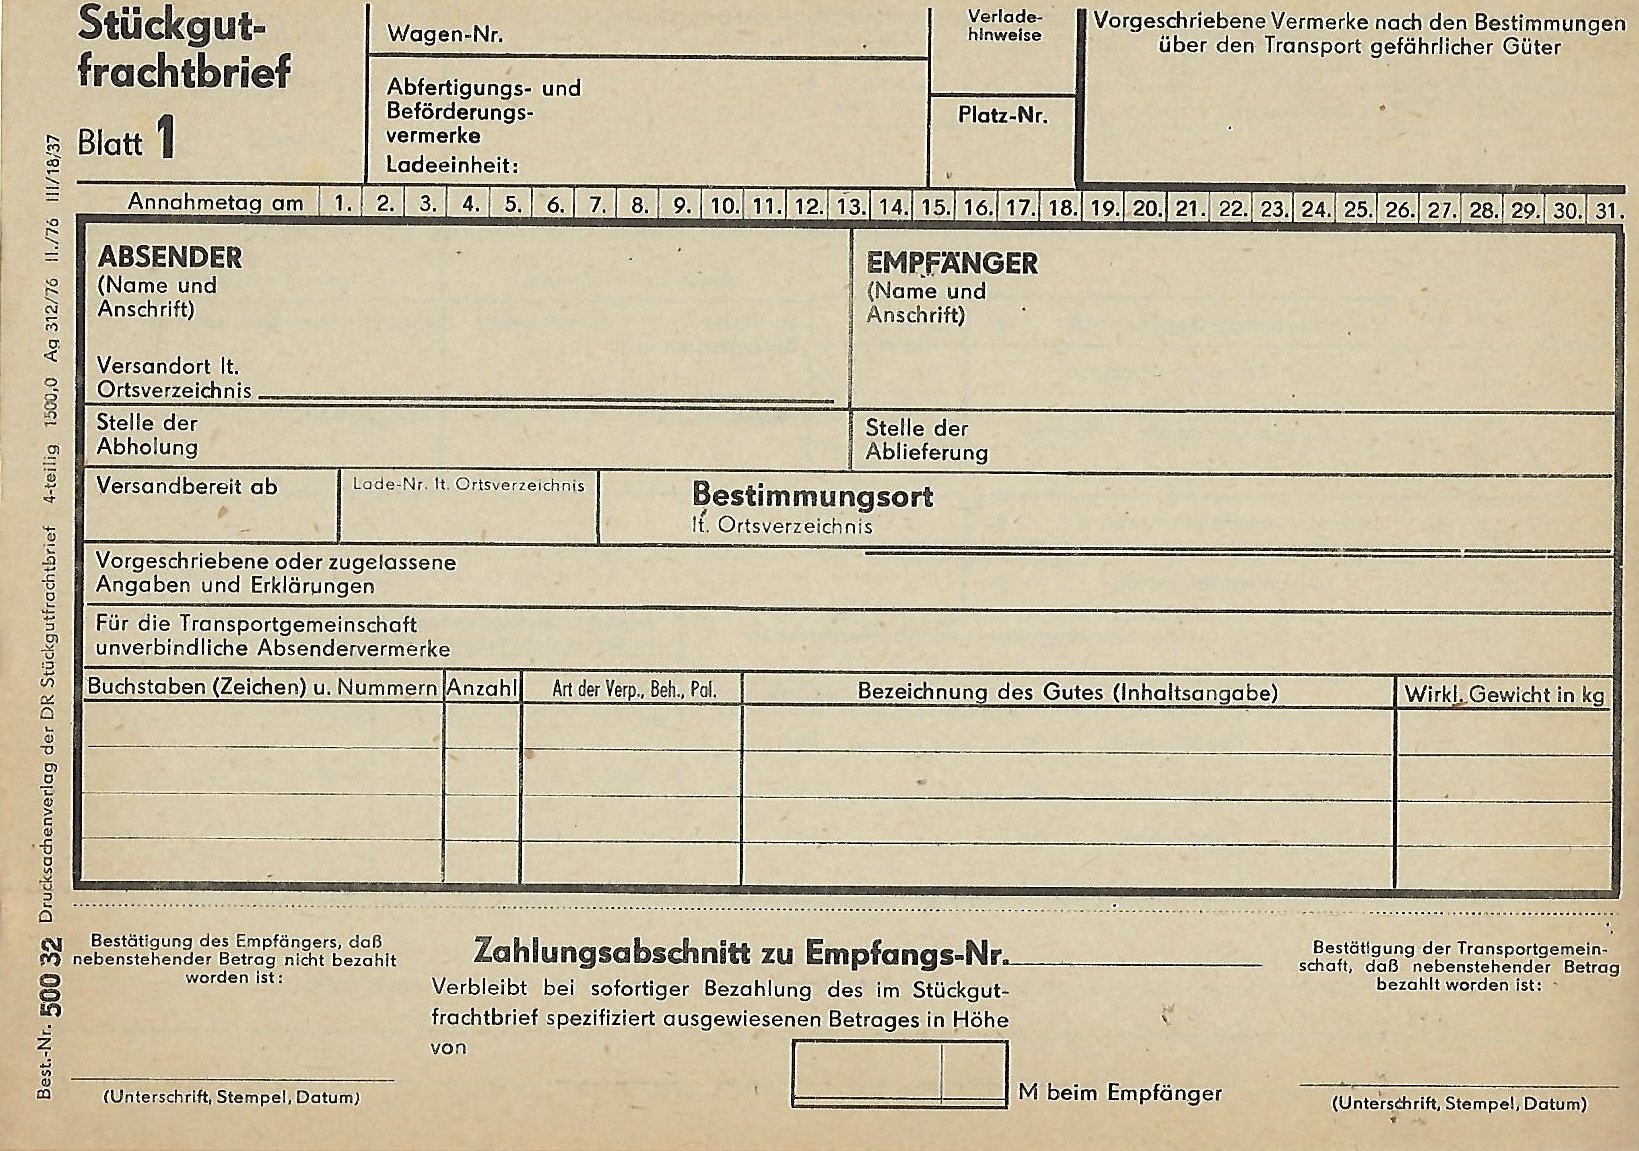 Stückgut-
frachtbrief
Blatt 1
Wagen-Nr.
Abfertigungs- und
Beförderungs-
vermerke
Ladeeinheit:
Verlade-
hinweise
Platz-Nr.
Vorgeschriebene Vermerke nach den Bestimmungen
über den Transport gefährlicher Güter
Annahmetag am 1. 2. 3. 4. 5. 6. 7. 8. 9. 10. 11. 12. 13. 14. 15. 16. 17. 18. 19. 20. 21. 22. 23. 24. 25. 26. 27. 28. 29. 30. 31.
ABSENDER
(Name und
Anschrift)
Versandort lt.
Ortsverzeichnis
EMPFÄNGER
(Name und
Anschrift)
Stelle der
Abholung
Stelle der
Ablieferung
Versandbereit ab
Lade-Nr. lt. Ortsverzeichnis
Bestimmungsort
lt. Ortsverzeichnis
Vorgeschriebene oder zugelassene
Angaben und Erklärungen
Für die Transportgemeinschaft
unverbindliche Absendervermerke
Buchstaben (Zeichen) u. Nummern Anzahl Art der Verp., Beh., Pal. Bezeichnung des Gutes (Inhaltsangabe) Wirkl. Gewicht in kg
Bestätigung des Empfängers, daß
nebenstehender Betrag nicht bezahlt
worden ist:
(Unterschrift, Stempel, Datum)
Zahlungsabschnitt zu Empfangs-Nr.
Verbleibt bei sofortiger Bezahlung des im Stückgut-
frachtbrief spezifiziert ausgewiesenen Betrages in Höhe
von
M beim Empfänger
Bestätigung der Transportgemein-
schaft, daß nebenstehender Betrag
bezahlt worden ist:
(Unterschrift, Stempel, Datum)
Best.-Nr. 500 32 Drucksachenverlag der DR Stückgutfrachtbrief 4-teilig 1500,0 Ag 312/76 II./76 III/18/37